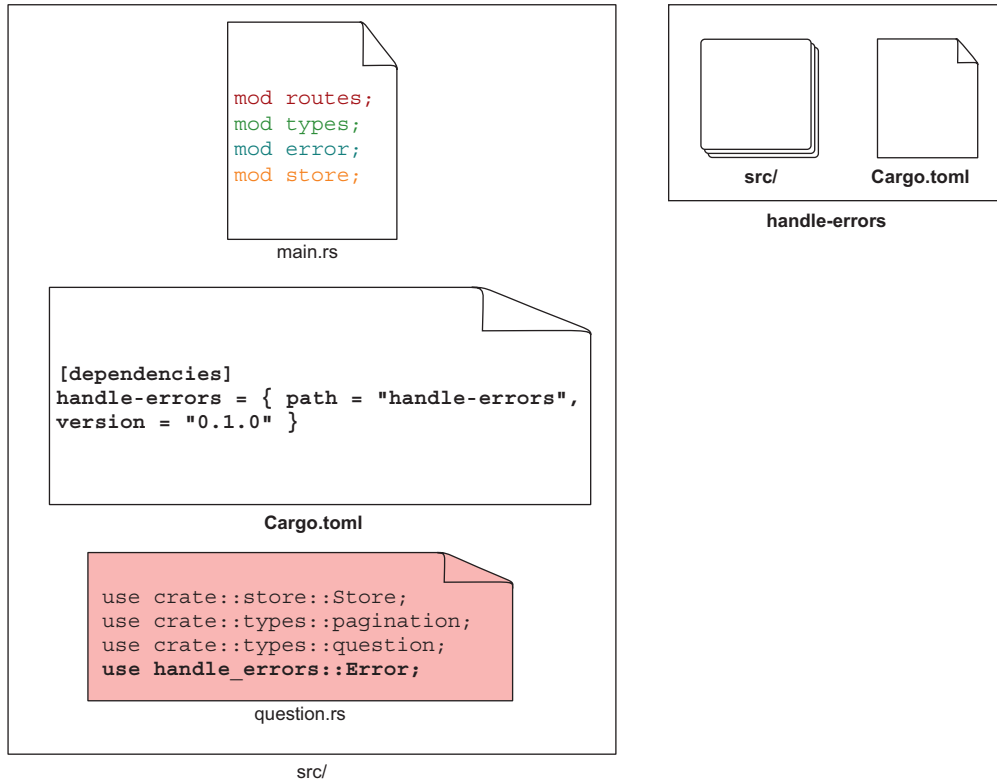 mod routes;
mod types;
mod error;
mod store;
main.rs
[dependencies]
handle-errors = { path = "handle-errors",
version = "0.1.0" }
Cargo.toml
use crate::store::Store;
use crate::types::pagination;
use crate::types::question;
use handle_errors::Error;
question.rs
src/
src/
Cargo.toml
handle-errors